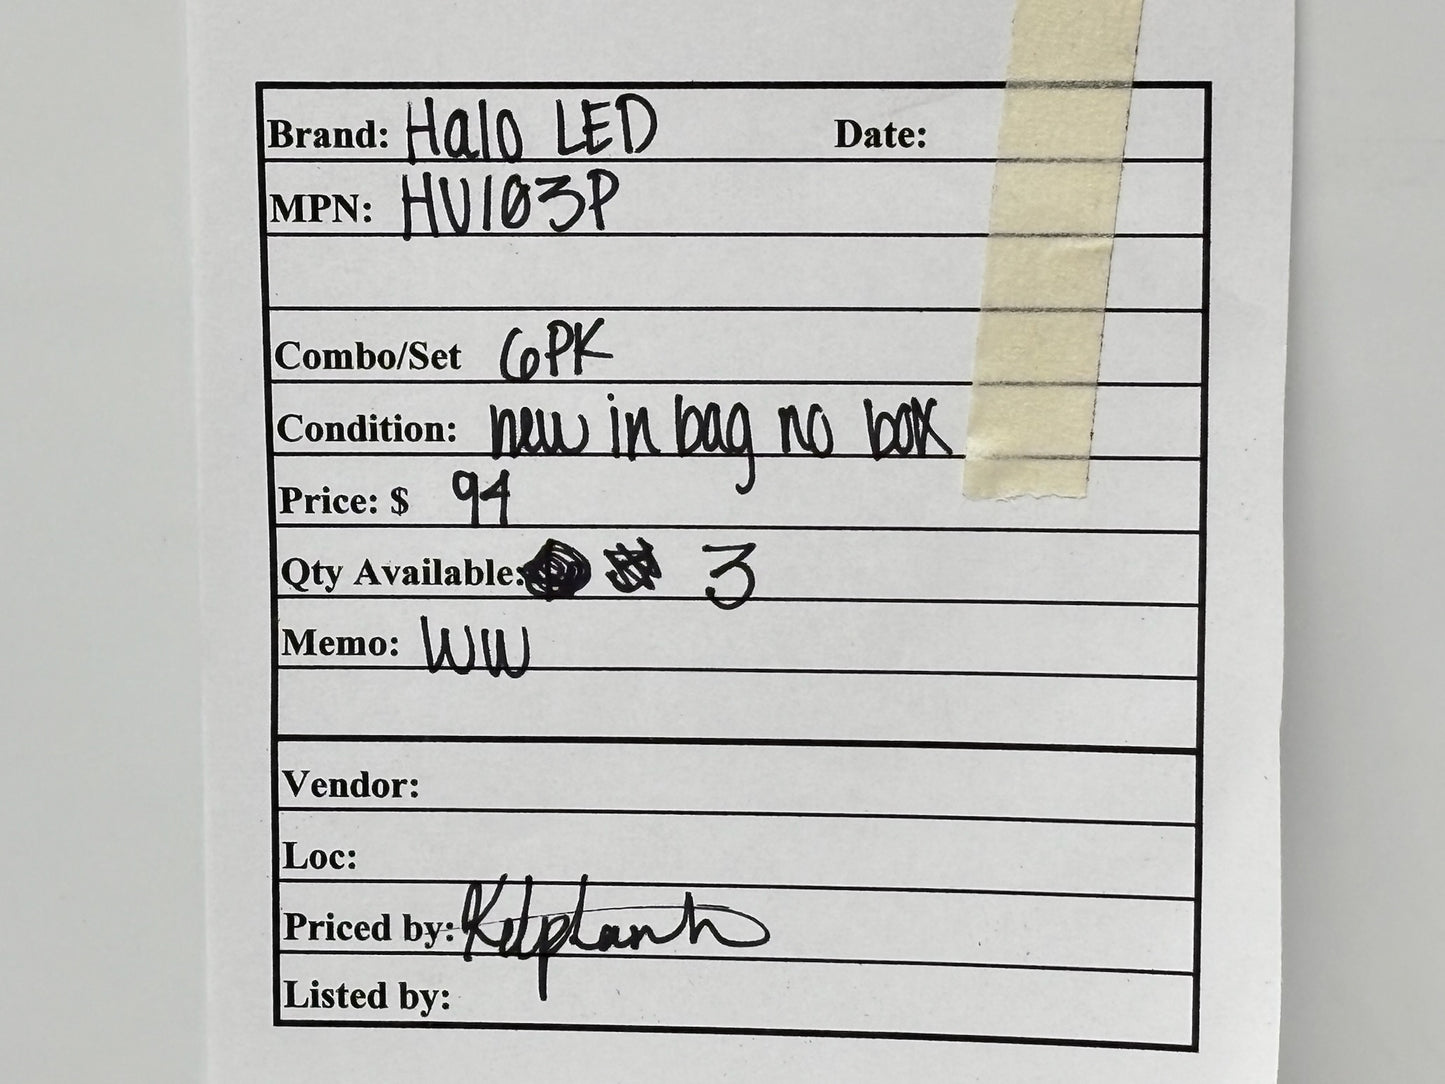 Brand: Halo LED Date:
MPN: HU103P
Combo/Set 6PK
Condition: new in bag no box
Price: $ 94
Qty Available: 3
Memo: WW
Vendor:
Loc:
Priced by:
Listed by: